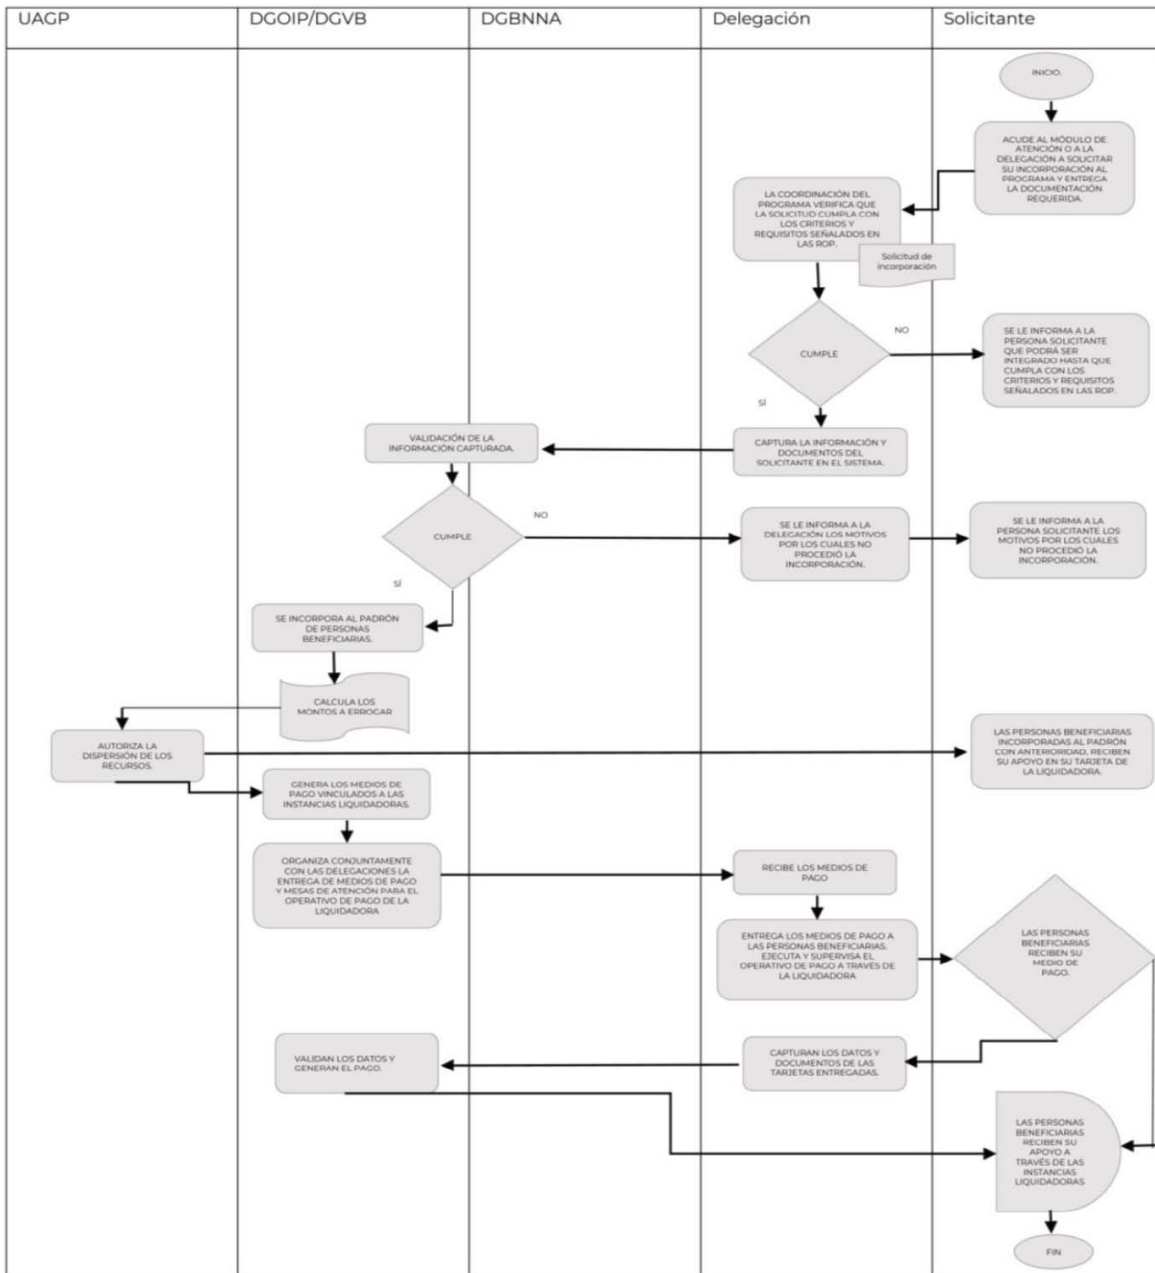 UAGP
DGOIP/DGVB
DGBNNA
Delegación
Solicitante
INICIO.
ACUDE AL MÓDULO DE
ATENCIÓN O A LA
DELEGACIÓN A SOLICITAR
SU INCORPORACIÓN AL
PROGRAMA Y ENTREGA
LA DOCUMENTACIÓN
REQUERIDA.
LA COORDINACIÓN DEL
PROGRAMA VERIFICA QUE
LA SOLICITUD CUMPLA CON
LOS CRITERIOS Y
REQUISITOS SEÑALADOS EN
LAS ROP.
Solicitud de
incorporación
CUMPLE
NO
SE LE INFORMA A LA
PERSONA SOLICITANTE
QUE PODRÁ SER
INTEGRADO HASTA QUE
CUMPLA CON LOS
CRITERIOS Y REQUISITOS
SEÑALADOS EN LAS ROP.
SÍ
CAPTURA LA INFORMACIÓN Y
DOCUMENTOS DEL
SOLICITANTE EN EL SISTEMA.
VALIDACIÓN DE LA
INFORMACIÓN CAPTURADA.
CUMPLE
NO
SE LE INFORMA A LA
DELEGACIÓN LOS MOTIVOS
POR LOS CUALES NO
PROCEDIÓ LA
INCORPORACIÓN.
SE LE INFORMA A LA
PERSONA SOLICITANTE LOS
MOTIVOS POR LOS CUALES
NO PROCEDIÓ LA
INCORPORACIÓN.
SÍ
SE INCORPORA AL PADRÓN
DE PERSONAS
BENEFICIARIAS.
CALCULA LOS
MONTOS A ERROGAR
AUTORIZA LA
DISPERSIÓN DE LOS
RECURSOS.
LAS PERSONAS BENEFICIARIAS
INCORPORADAS AL PADRÓN
CON ANTERIORIDAD, RECIBEN
SU APOYO EN SU TARJETA DE
LA LIQUIDADORA.
GENERA LOS MEDIOS DE
PAGO VINCULADOS A LAS
INSTANCIAS LIQUIDADORAS.
ORGANIZA CONJUNTAMENTE
CON LAS DELEGACIONES LA
ENTREGA DE MEDIOS DE PAGO
Y MESAS DE ATENCIÓN PARA EL
OPERATIVO DE PAGO DE LA
LIQUIDADORA
RECIBE LOS MEDIOS DE
PAGO
ENTREGA LOS MEDIOS DE PAGO A
LAS PERSONAS BENEFICIARIAS.
EJECUTA Y SUPERVISA EL
OPERATIVO DE PAGO A TRAVÉS DE
LA LIQUIDADORA
LAS PERSONAS
BENEFICIARIAS
RECIBEN SU
MEDIO DE
PAGO.
CAPTURAN LOS DATOS Y
DOCUMENTOS DE LAS
TARJETAS ENTREGADAS.
VALIDAN LOS DATOS Y
GENERAN EL PAGO.
LAS PERSONAS
BENEFICIARIAS
RECIBEN SU
APOYO A
TRAVÉS DE LAS
INSTANCIAS
LIQUIDADORAS
FIN